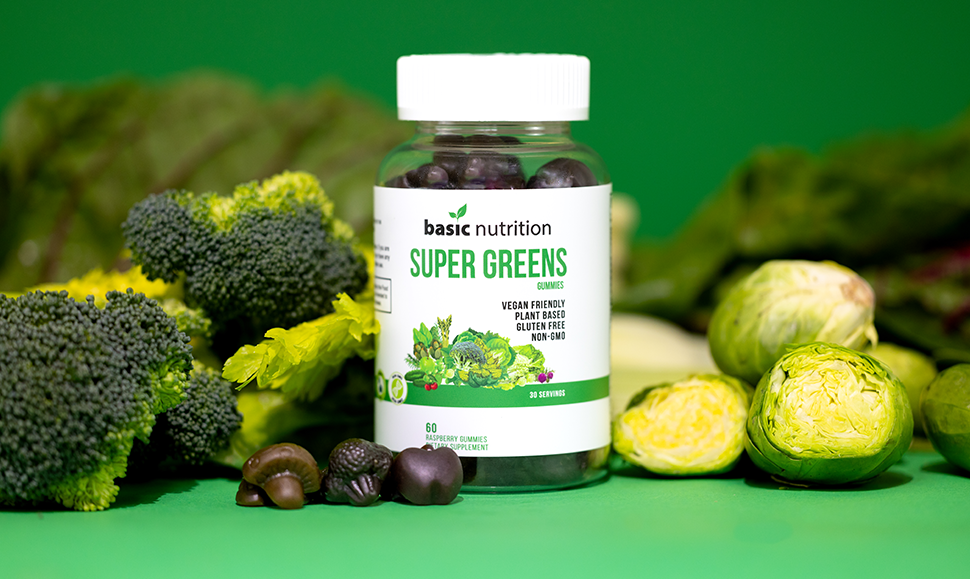 basic nutrition
SUPER GREENS
GUMMIES
VEGAN FRIENDLY
PLANT BASED
GLUTEN FREE
NON-GMO
30 SERVINGS
60
RASPBERRY GUMMIES
DIETARY SUPPLEMENT